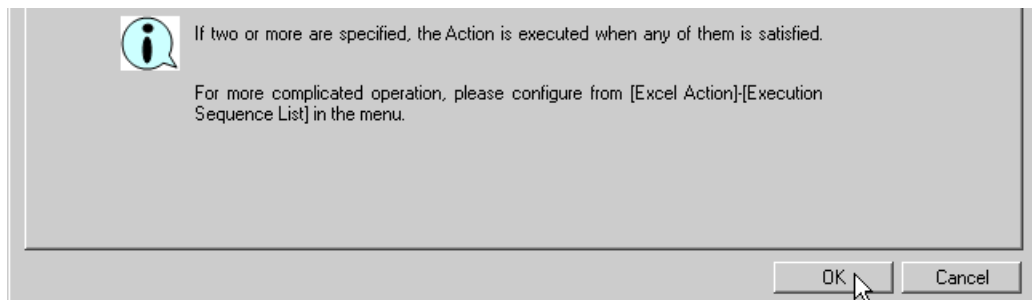 If two or more are specified, the Action is executed when any of them is satisfied.
For more complicated operation, please configure from [Excel Action]-[Execution
Sequence List] in the menu.
OK
Cancel